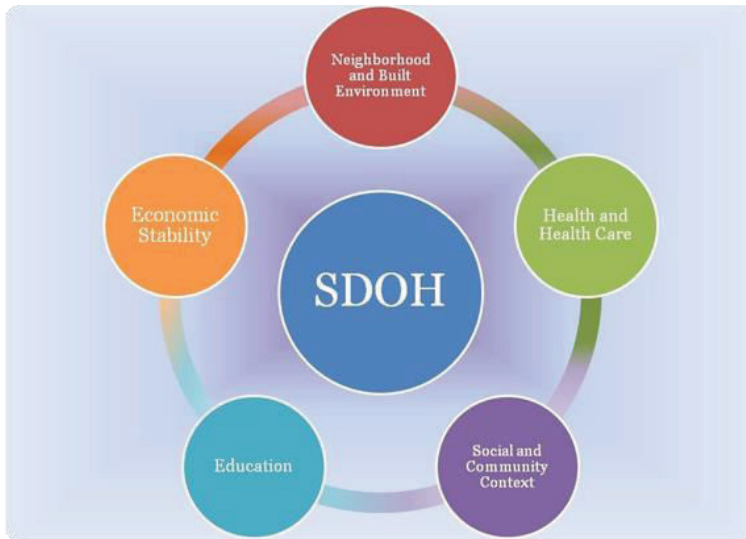 Neighborhood
and Built
Environment
Economic
Stability
Health and
Health Care
SDOH
Education
Social and
Community
Context